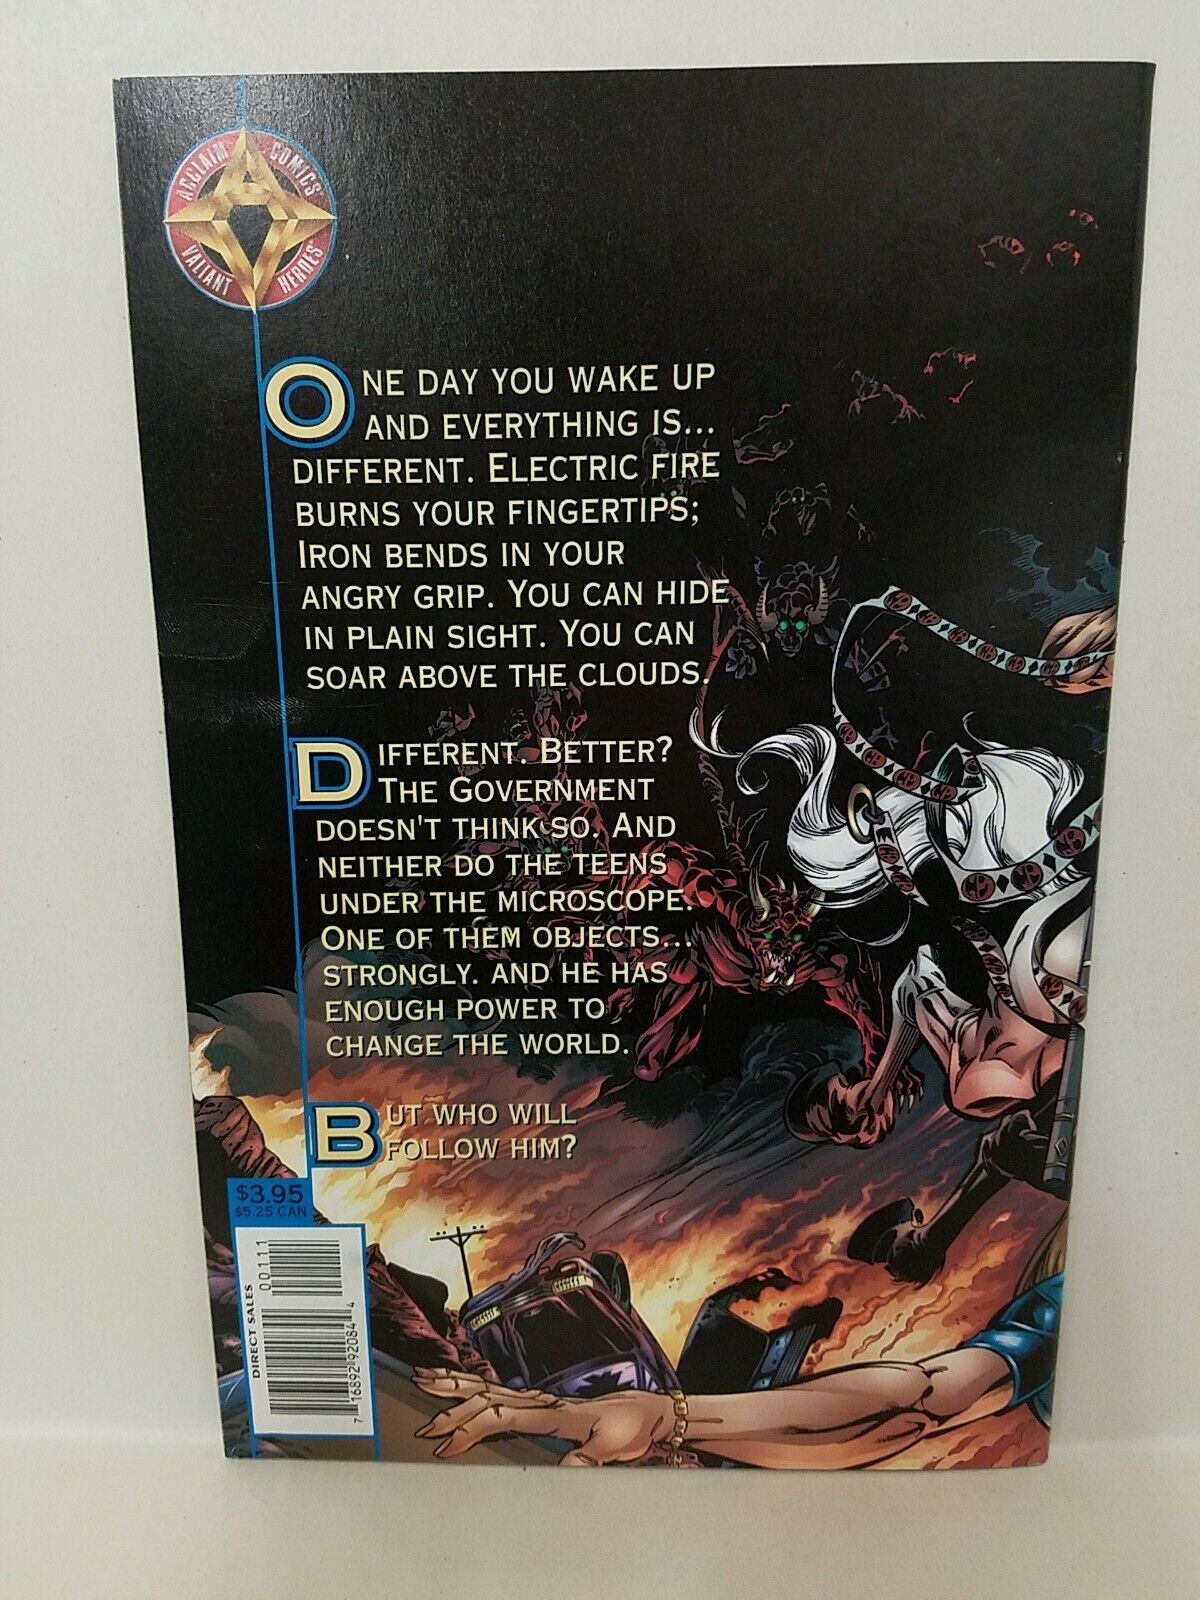 ACCLAIM COMICS
VALIANT HEROES
ONE DAY YOU WAKE UP
AND EVERYTHING IS...
DIFFERENT. ELECTRIC FIRE
BURNS YOUR FINGERTIPS;
IRON BENDS IN YOUR
ANGRY GRIP. YOU CAN HIDE
IN PLAIN SIGHT. YOU CAN
SOAR ABOVE THE CLOUDS.
DIFFERENT. BETTER?
THE GOVERNMENT
DOESN'T THINK SO. AND
NEITHER DO THE TEENS
UNDER THE MICROSCOPE.
ONE OF THEM OBJECTS...
STRONGLY. AND HE HAS
ENOUGH POWER TO
CHANGE THE WORLD.
BUT WHO WILL
FOLLOW HIM?
$3.95
$5.25 CAN
00111
DIRECT SALES
7 16892 92084 4